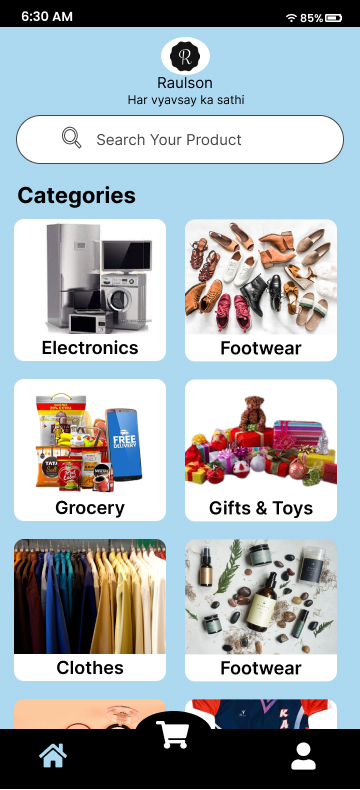 6:30 AM
85%
R
Raulson
Har vyavsay ka sathi
Search Your Product
Categories
Electronics
Footwear
FREE
DELIVERY
TATA
Grocery
Gifts & Toys
Clothes
Footwear
K
A